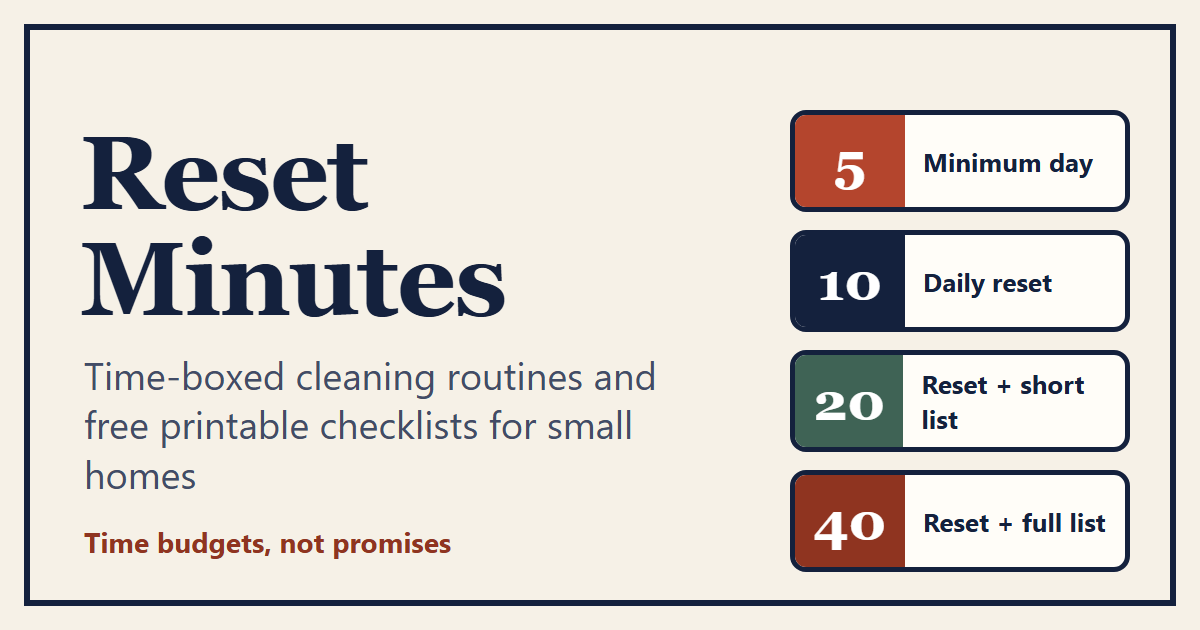 Reset
Minutes
Time-boxed cleaning routines and
free printable checklists for small
homes
Time budgets, not promises
5 Minimum day
10 Daily reset
20 Reset + short
list
40 Reset + full list